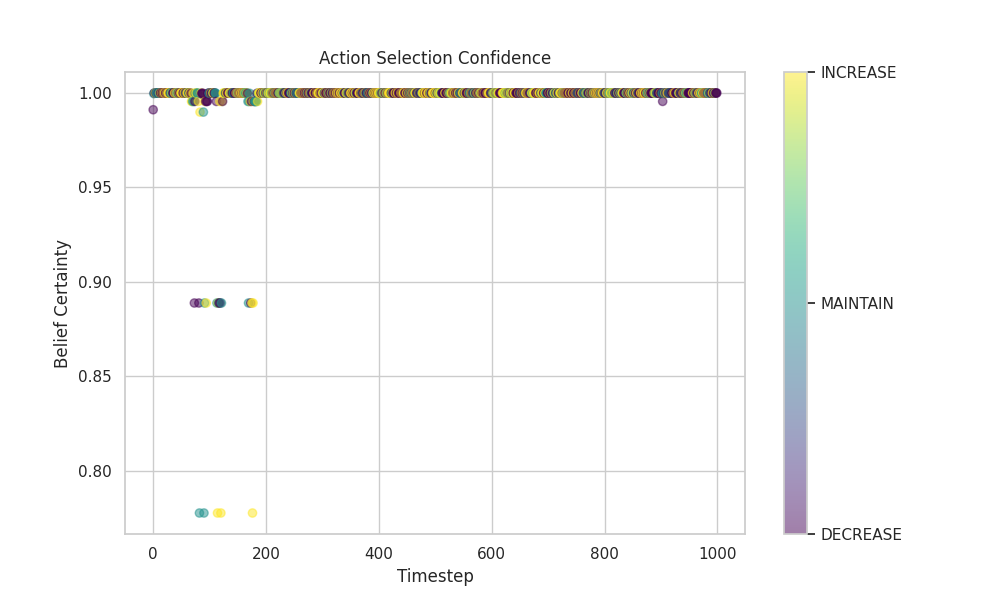 Action Selection Confidence
Belief Certainty
1.00
0.95
0.90
0.85
0.80
0
200
400
600
800
1000
Timestep
INCREASE
MAINTAIN
DECREASE